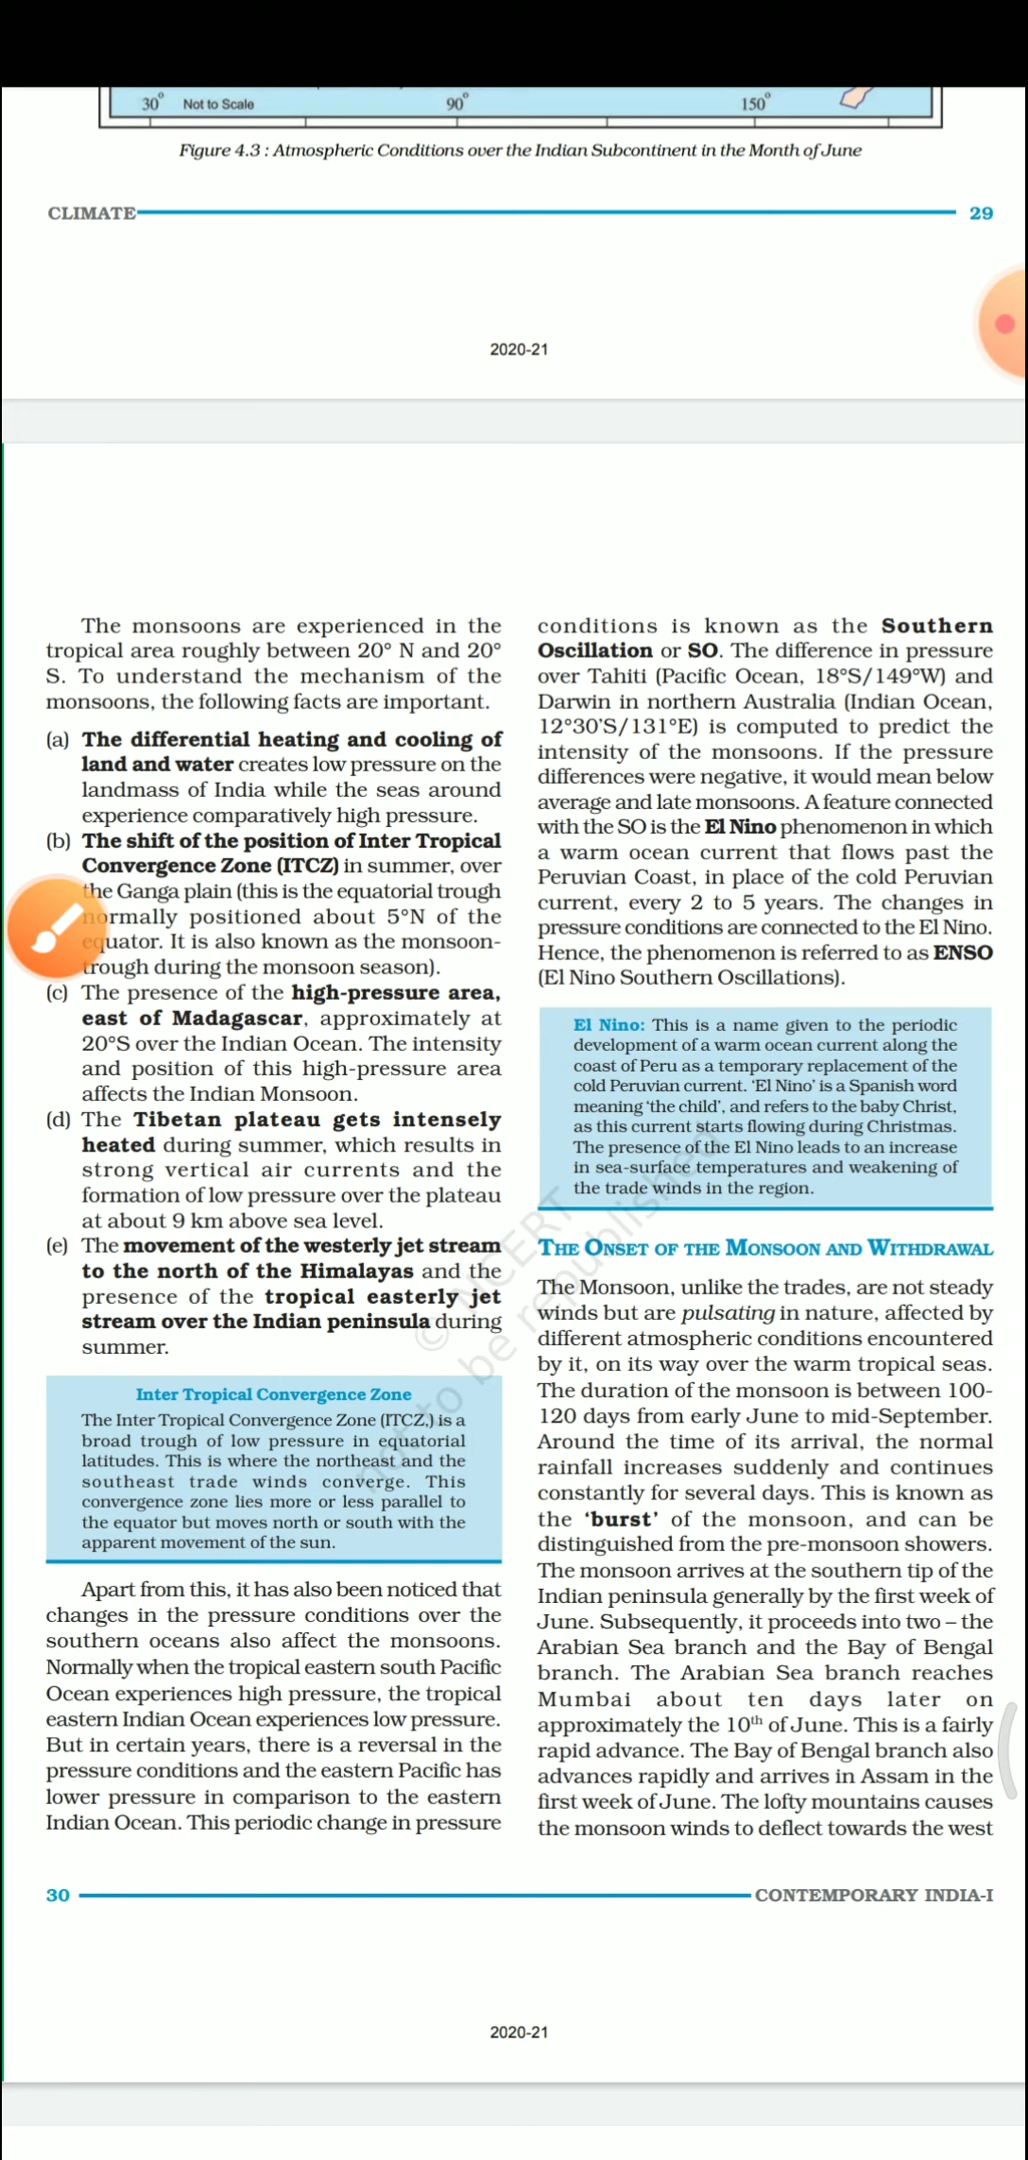 30° Not to Scale 90° 150°
Figure 4.3 : Atmospheric Conditions over the Indian Subcontinent in the Month of June
CLIMATE 29
2020-21
The monsoons are experienced in the
tropical area roughly between 20° N and 20°
S. To understand the mechanism of the
monsoons, the following facts are important.
(a) The differential heating and cooling of
land and water creates low pressure on the
landmass of India while the seas around
experience comparatively high pressure.
(b) The shift of the position of Inter Tropical
Convergence Zone (ITCZ) in summer, over
the Ganga plain (this is the equatorial trough
normally positioned about 5°N of the
equator. It is also known as the monsoon-
trough during the monsoon season).
(c) The presence of the high-pressure area,
east of Madagascar, approximately at
20°S over the Indian Ocean. The intensity
and position of this high-pressure area
affects the Indian Monsoon.
(d) The Tibetan plateau gets intensely
heated during summer, which results in
strong vertical air currents and the
formation of low pressure over the plateau
at about 9 km above sea level.
(e) The movement of the westerly jet stream
to the north of the Himalayas and the
presence of the tropical easterly jet
stream over the Indian peninsula during
summer.
Inter Tropical Convergence Zone
The Inter Tropical Convergence Zone (ITCZ,) is a
broad trough of low pressure in equatorial
latitudes. This is where the northeast and the
southeast trade winds converge. This
convergence zone lies more or less parallel to
the equator but moves north or south with the
apparent movement of the sun.
Apart from this, it has also been noticed that
changes in the pressure conditions over the
southern oceans also affect the monsoons.
Normally when the tropical eastern south Pacific
Ocean experiences high pressure, the tropical
eastern Indian Ocean experiences low pressure.
But in certain years, there is a reversal in the
pressure conditions and the eastern Pacific has
lower pressure in comparison to the eastern
Indian Ocean. This periodic change in pressure
conditions is known as the Southern
Oscillation or SO. The difference in pressure
over Tahiti (Pacific Ocean, 18°S/149°W) and
Darwin in northern Australia (Indian Ocean,
12°30'S/131°E) is computed to predict the
intensity of the monsoons. If the pressure
differences were negative, it would mean below
average and late monsoons. A feature connected
with the SO is the El Nino phenomenon in which
a warm ocean current that flows past the
Peruvian Coast, in place of the cold Peruvian
current, every 2 to 5 years. The changes in
pressure conditions are connected to the El Nino.
Hence, the phenomenon is referred to as ENSO
(El Nino Southern Oscillations).
El Nino: This is a name given to the periodic
development of a warm ocean current along the
coast of Peru as a temporary replacement of the
cold Peruvian current. 'El Nino' is a Spanish word
meaning 'the child', and refers to the baby Christ,
as this current starts flowing during Christmas.
The presence of the El Nino leads to an increase
in sea-surface temperatures and weakening of
the trade winds in the region.
THE ONSET OF THE MONSOON AND WITHDRAWAL
The Monsoon, unlike the trades, are not steady
winds but are pulsating in nature, affected by
different atmospheric conditions encountered
by it, on its way over the warm tropical seas.
The duration of the monsoon is between 100-
120 days from early June to mid-September.
Around the time of its arrival, the normal
rainfall increases suddenly and continues
constantly for several days. This is known as
the 'burst' of the monsoon, and can be
distinguished from the pre-monsoon showers.
The monsoon arrives at the southern tip of the
Indian peninsula generally by the first week of
June. Subsequently, it proceeds into two – the
Arabian Sea branch and the Bay of Bengal
branch. The Arabian Sea branch reaches
Mumbai about ten days later on
approximately the 10th of June. This is a fairly
rapid advance. The Bay of Bengal branch also
advances rapidly and arrives in Assam in the
first week of June. The lofty mountains causes
the monsoon winds to deflect towards the west
© NCERT
not to be republished
30 CONTEMPORARY INDIA-I
2020-21